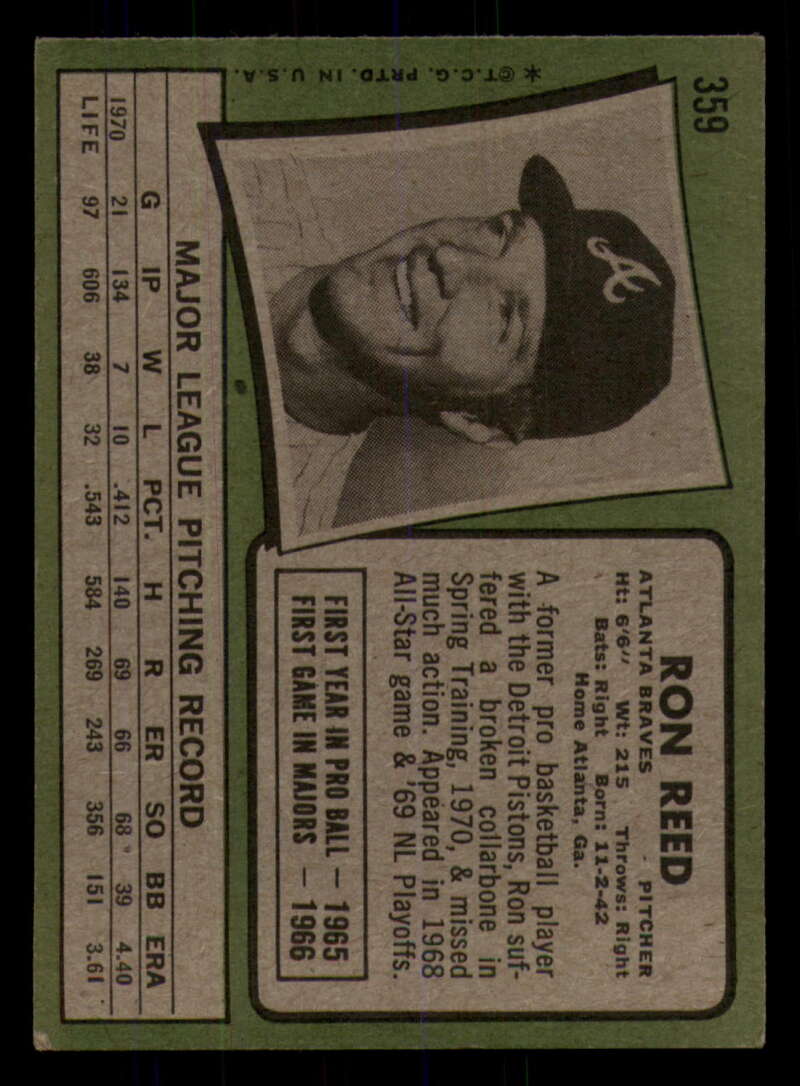 359
A
RON REED
ATLANTA BRAVES PITCHER
Ht: 6'6" Wt: 215 Throws: Right
Bats: Right Born: 11-2-42
Home Atlanta, Ga.
A former pro basketball player
with the Detroit Pistons, Ron suf-
fered a broken collarbone in
Spring Training, 1970, & missed
much action. Appeared in 1968
All-Star game & '69 NL Playoffs.
FIRST YEAR IN PRO BALL — 1965
FIRST GAME IN MAJORS — 1966
MAJOR LEAGUE PITCHING RECORD
G IP W L PCT. H R ER SO BB ERA
1970 21 134 7 10 .412 140 69 66 68 39 4.40
LIFE 97 606 38 32 .543 584 269 243 356 151 3.61
* © T.C.G. PRTD. IN U.S.A.